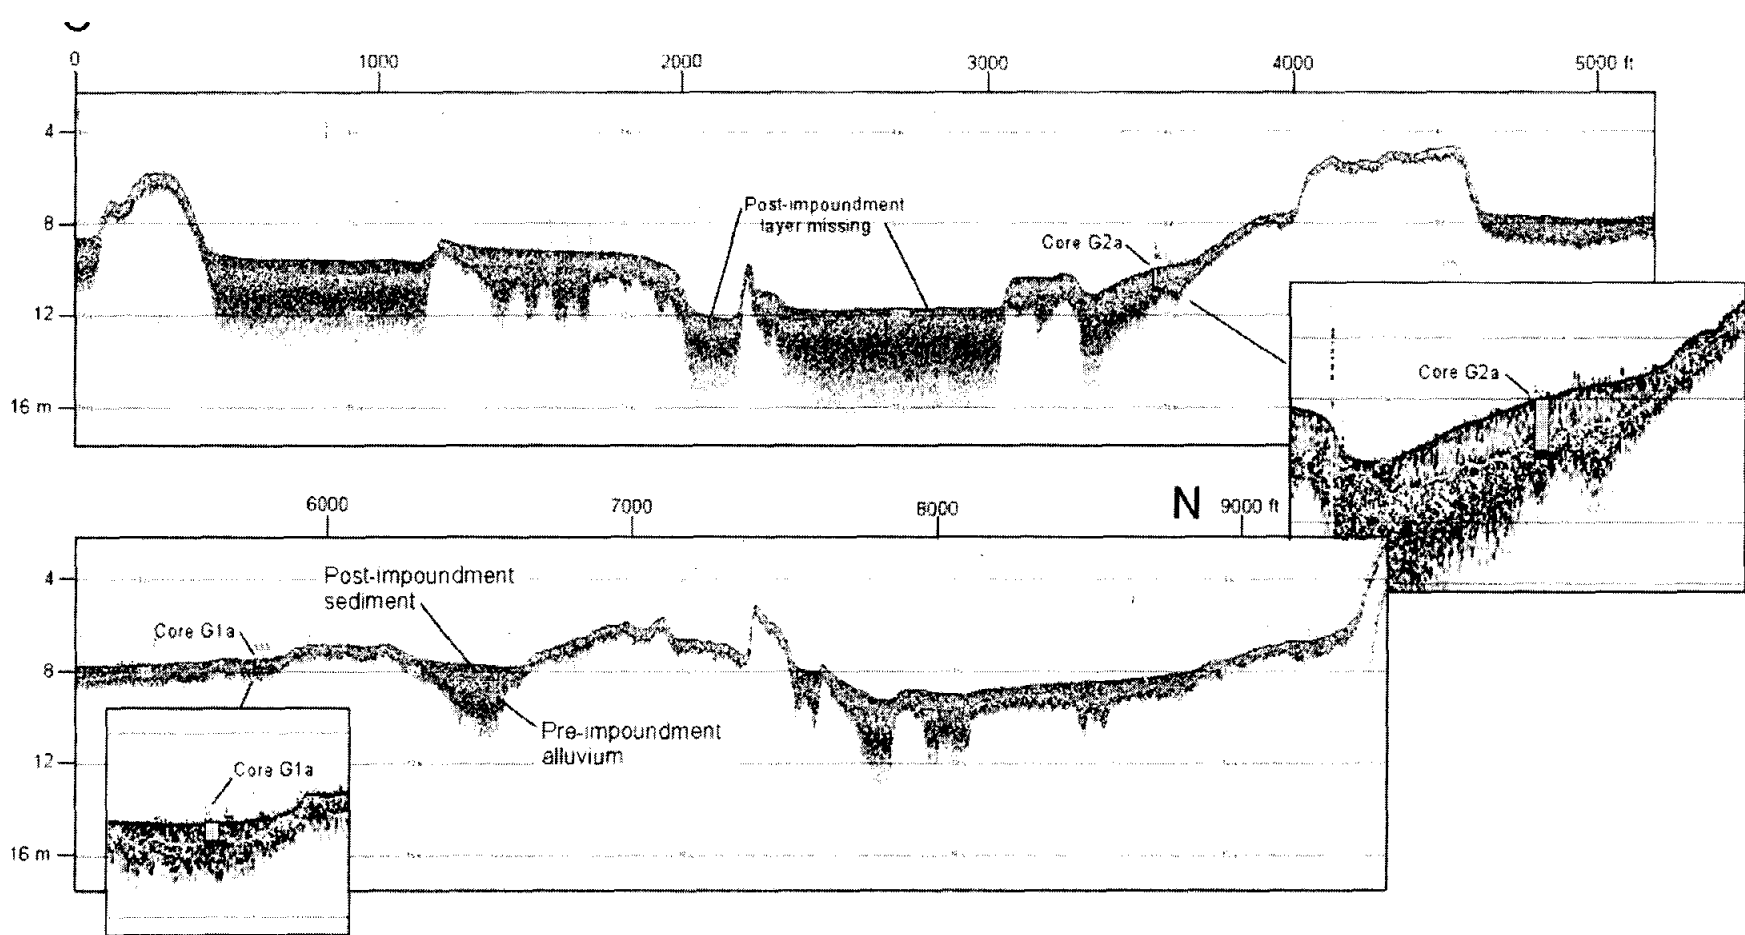 0 1000 2000 3000 4000 5000 ft
4
8
12
16 m
Post-impoundment
layer missing
Core G2a
Core G2a
6000 7000 8000 N 9000 ft
4
8
12
16 m
Post-impoundment
sediment
Core G1a
Pre-impoundment
alluvium
Core G1a